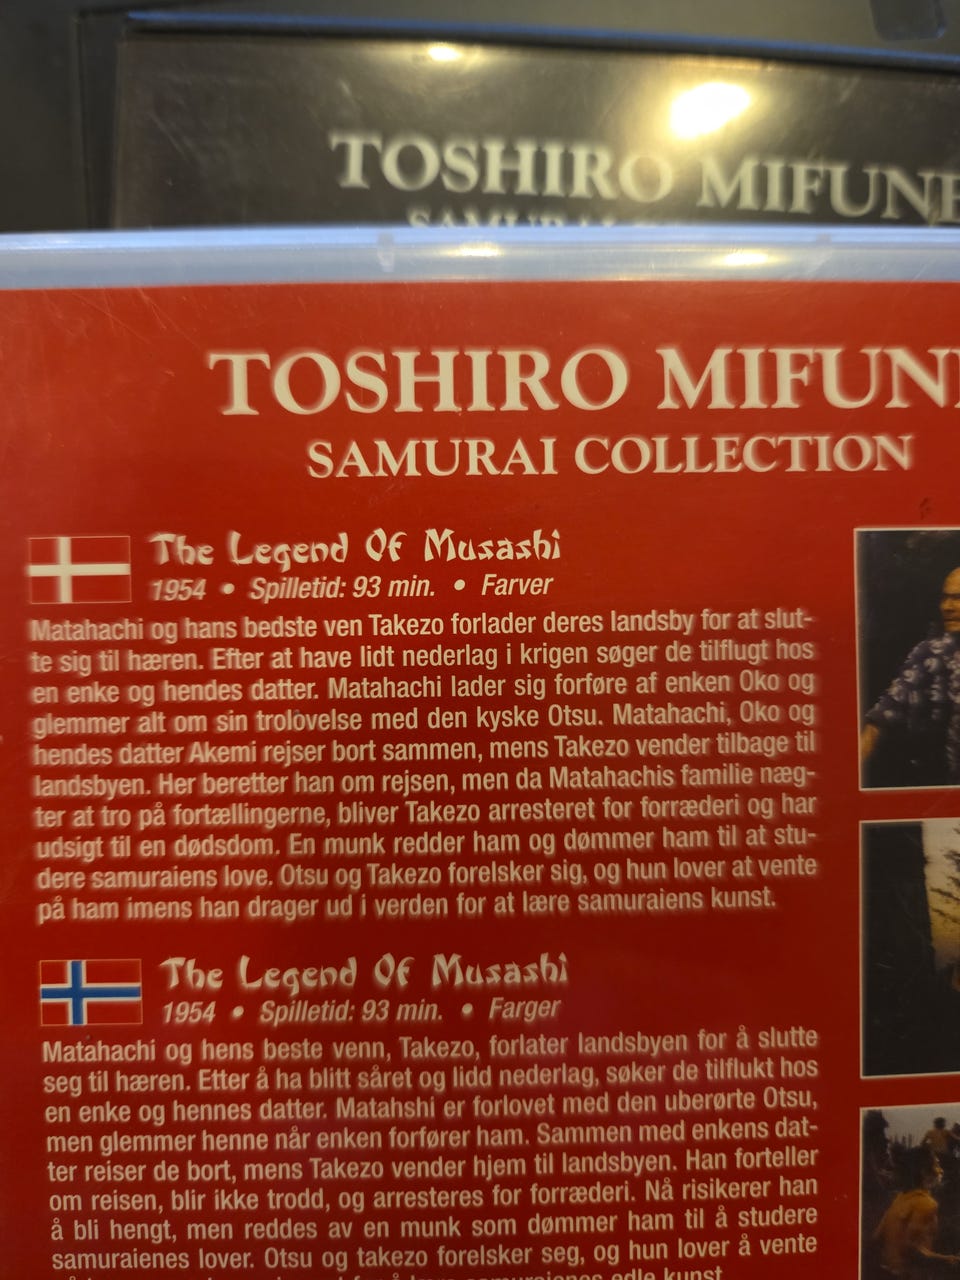 TOSHIRO MIFUNE
SAMURAI
TOSHIRO MIFUNE
SAMURAI COLLECTION
The Legend Of Musashi
1954 • Spilletid: 93 min. • Farver
Matahachi og hans bedste ven Takezo forlader deres landsby for at slut-
te sig til hæren. Efter at have lidt nederlag i krigen søger de tilflugt hos
en enke og hendes datter. Matahachi lader sig forføre af enken Oko og
glemmer alt om sin trolovelse med den kyske Otsu. Matahachi, Oko og
hendes datter Akemi rejser bort sammen, mens Takezo vender tilbage til
landsbyen. Her beretter han om rejsen, men da Matahachis familie næg-
ter at tro på fortællingerne, bliver Takezo arresteret for forræderi og har
udsigt til en dødsdom. En munk redder ham og dømmer ham til at stu-
dere samuraiens love. Otsu og Takezo forelsker sig, og hun lover at vente
på ham imens han drager ud i verden for at lære samuraiens kunst.
The Legend Of Musashi
1954 • Spilletid: 93 min. • Farger
Matahachi og hens beste venn, Takezo, forlater landsbyen for å slutte
seg til hæren. Etter å ha blitt såret og lidd nederlag, søker de tilflukt hos
en enke og hennes datter. Matahshi er forlovet med den uberørte Otsu,
men glemmer henne når enken forfører ham. Sammen med enkens dat-
ter reiser de bort, mens Takezo vender hjem til landsbyen. Han forteller
om reisen, blir ikke trodd, og arresteres for forræderi. Nå risikerer han
å bli hengt, men reddes av en munk som dømmer ham til å studere
samuraienes lover. Otsu og takezo forelsker seg, og hun lover å vente
samuraienes edle kunst.